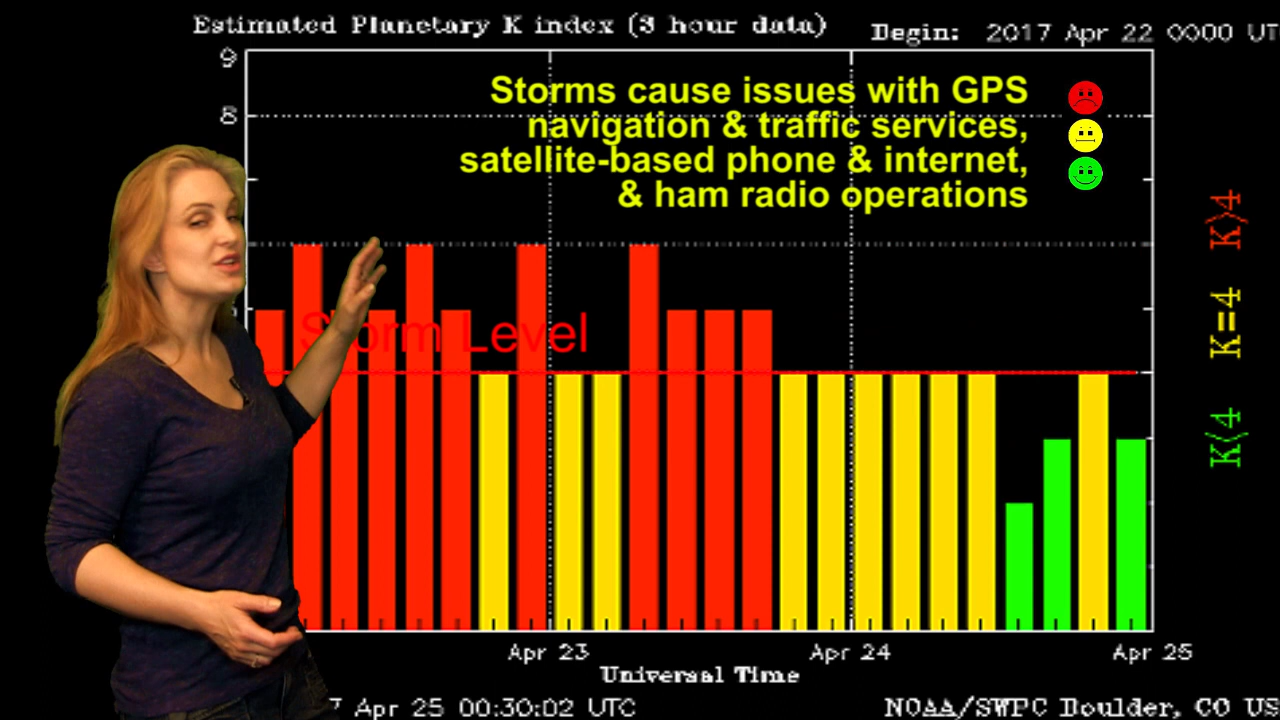 Estimated Planetary K index (3 hour data)
Begin: 2017 Apr 22 0000 UT
9
8
Storms cause issues with GPS
navigation & traffic services,
satellite-based phone & internet,
& ham radio operations
Storm Level
K>4
K=4
K<4
Apr 23
Apr 24
Apr 25
Universal Time
7 Apr 25 00:30:02 UTC
NOAA/SWPC Boulder, CO US